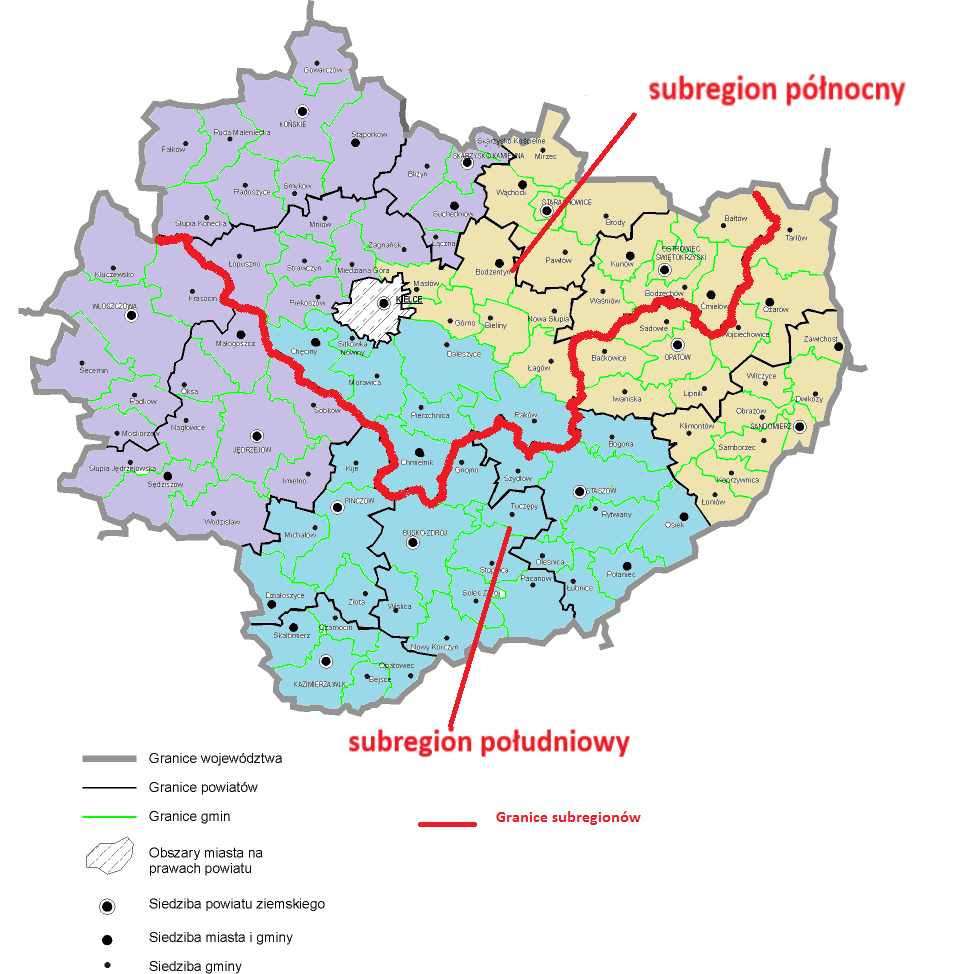 subregion północny
Gowarczów
KOŃSKIE
Ruda Maleniecka
Stąporków
Fałków
Skarżysko Kościelne
SKARŻYSKO KAMIENNA
Mirzec
Bliżyn
Radoszyce
Smyków
Wąchock
STARACHOWICE
Suchedniów
Słupia Konecka
Mniów
Brody
Bałtów
Tarłów
Zagnańsk
Łączna
OSTROWIEC
ŚWIĘTOKRZYSKI
Kluczewsko
Łopuszno
Strawczyn
Miedziana Góra
Bodzentyn
Pawłów
Kunów
Masłów
Krasocin
Piekoszów
KIELCE
Waśniów
Bodzechów
Ćmielów
Ożarów
WŁOSZCZOWA
Górno
Bieliny
Nowa Słupia
Sadowie
Wojciechowice
Zawichost
Małogoszcz
Chęciny
Sitkówka
Nowiny
Daleszyce
Baćkowice
OPATÓW
Secemin
Morawica
Łagów
Wilczyce
Oksa
Iwaniska
Lipnik
Dwikozy
Radków
Sobków
Pierzchnica
Raków
Obrazów
Moskorzew
Nagłowice
Klimontów
SANDOMIERZ
JĘDRZEJÓW
Bogoria
Samborzec
Słupia Jędrzejowska
Kije
Chmielnik
Gnojno
Sędziszów
Imielno
Szydłów
Koprzywnica
PIŃCZÓW
STASZÓW
Łoniów
Wodzisław
Tuczępy
Rytwiany
Osiek
Michałów
BUSKO-ZDRÓJ
Oleśnica
Stopnica
Połaniec
Pacanów
Łubnice
Działoszyce
Złota
Wiślica
Solec Zdrój
Skalbmierz
Czarnocin
Nowy Korczyn
Opatowiec
KAZIMIERZA WLK.
Bejsce
subregion południowy
Granice województwa
Granice powiatów
Granice gmin
Granice subregionów
Obszary miasta na
prawach powiatu
Siedziba powiatu ziemskiego
Siedziba miasta i gminy
Siedziba gminy